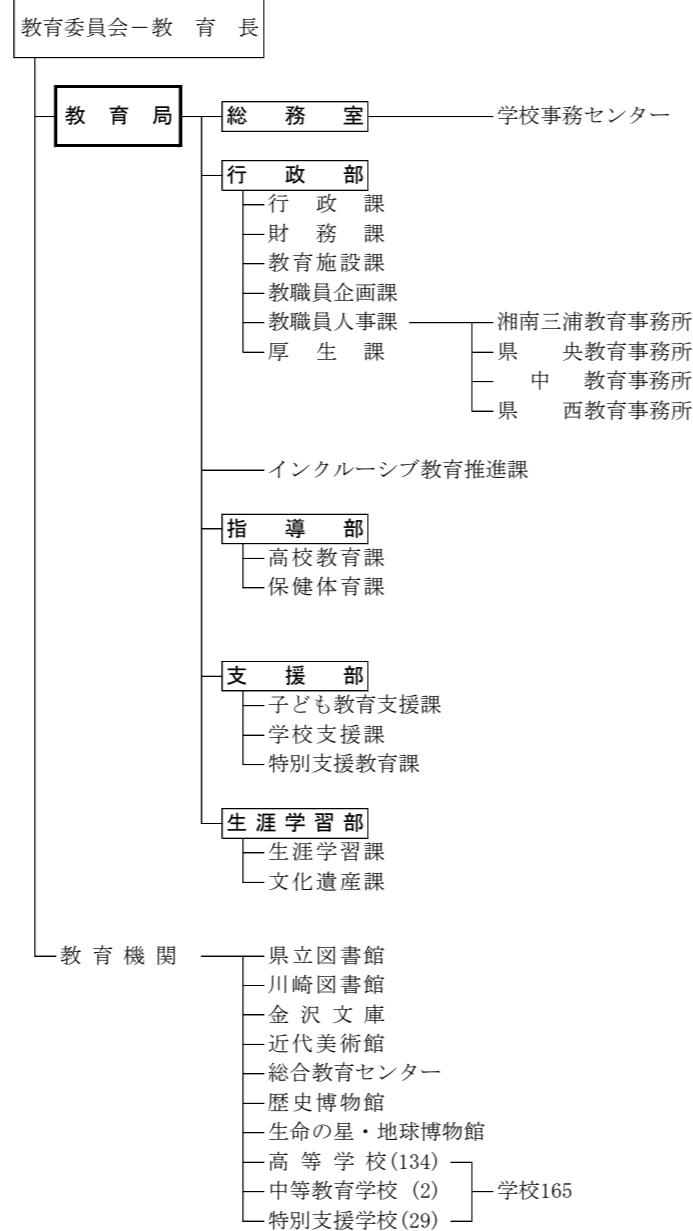 教育委員会－教　育　長
教　育　局
総　務　室
学校事務センター
行　政　部
行　政　課
財　務　課
教育施設課
教職員企画課
教職員人事課
湘南三浦教育事務所
厚　生　課
県　央教育事務所
中　教育事務所
県　西教育事務所
インクルーシブ教育推進課
指　導　部
高校教育課
保健体育課
支　援　部
子ども教育支援課
学校支援課
特別支援教育課
生涯学習部
生涯学習課
文化遺産課
教育機関
県立図書館
川崎図書館
金沢文庫
近代美術館
総合教育センター
歴史博物館
生命の星・地球博物館
高等学校(134)
中等教育学校 (2)
学校165
特別支援学校(29)